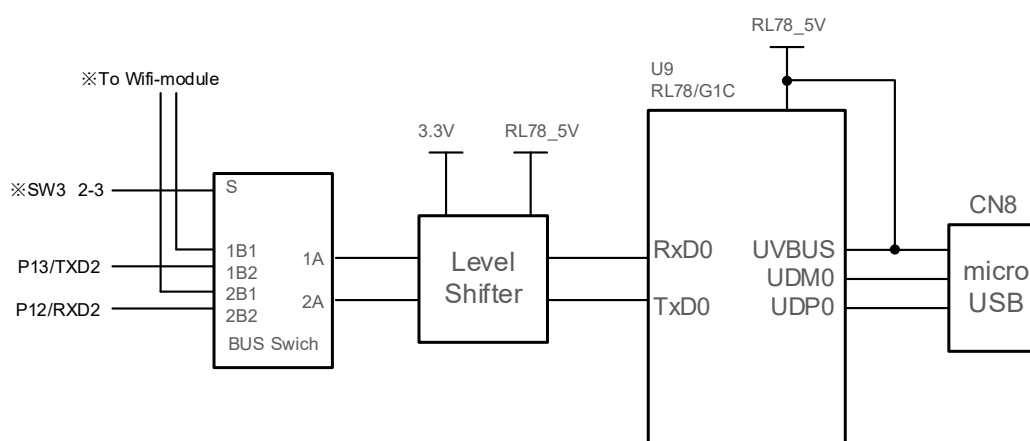 RL78_5V
U9
RL78/G1C
※To Wifi-module
3.3V
RL78_5V
※SW3 2-3
S
CN8
1B1
1A
RxD0
UVBUS
P13/TXD2
1B2
Level
Shifter
UDM0
micro
USB
2B1
2A
TxD0
UDP0
P12/RXD2
2B2
BUS Swich